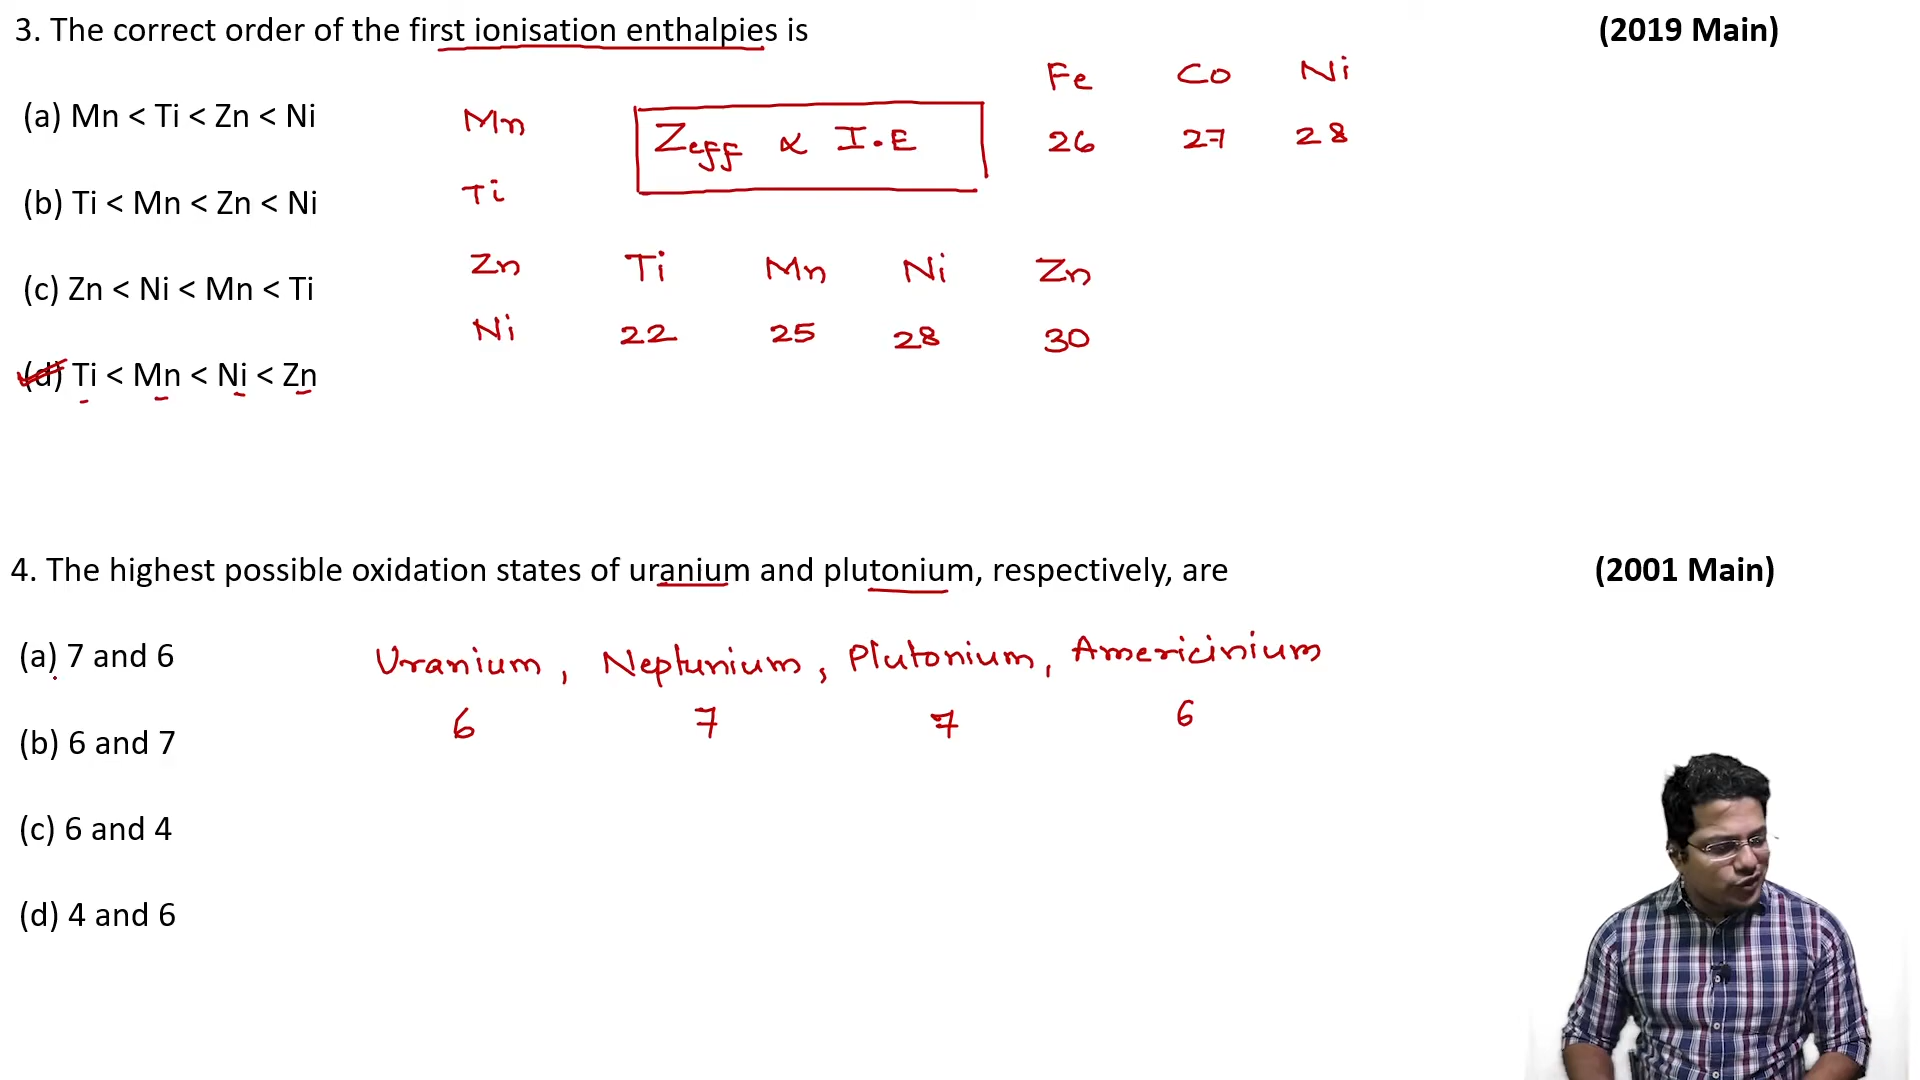 3. The correct order of the first ionisation enthalpies is (2019 Main)
Fe Co Ni
26 27 28
(a) Mn < Ti < Zn < Ni
Mn
Zeff ∝ I.E
(b) Ti < Mn < Zn < Ni
Ti
Zn
Ti Mn Ni Zn
(c) Zn < Ni < Mn < Ti
Ni
22 25 28 30
(d) Ti < Mn < Ni < Zn
4. The highest possible oxidation states of uranium and plutonium, respectively, are (2001 Main)
(a) 7 and 6
Uranium, Neptunium, Plutonium, Americinium
6 7 7 6
(b) 6 and 7
(c) 6 and 4
(d) 4 and 6